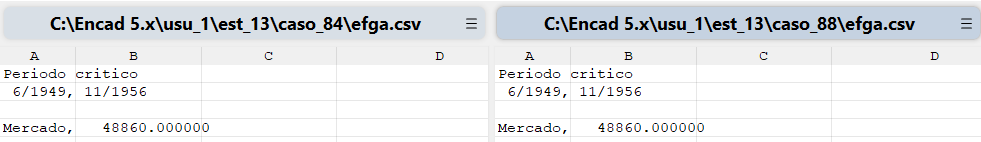 C:\Encad 5.x\usu_1\est_13\caso_84\efga.csv
A B C D
Periodo critico
6/1949, 11/1956
Mercado, 48860.000000
C:\Encad 5.x\usu_1\est_13\caso_88\efga.csv
A B C D
Periodo critico
6/1949, 11/1956
Mercado, 48860.000000